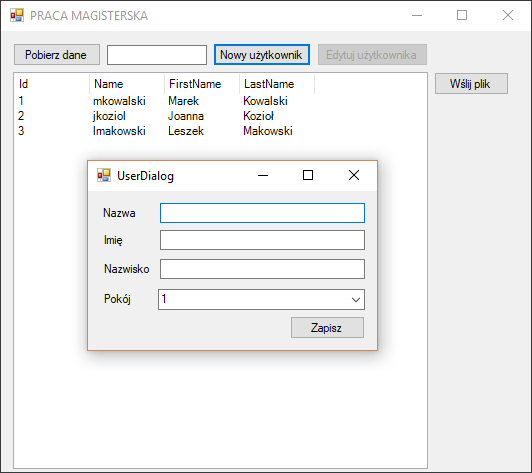 PRACA MAGISTERSKA
Pobierz dane Nowy użytkownik Edytuj użytkownika
Id Name FirstName LastName Wślij plik
1 mkowalski Marek Kowalski
2 jkoziol Joanna Kozioł
3 lmakowski Leszek Makowski
UserDialog
Nazwa
Imię
Nazwisko
Pokój 1
Zapisz